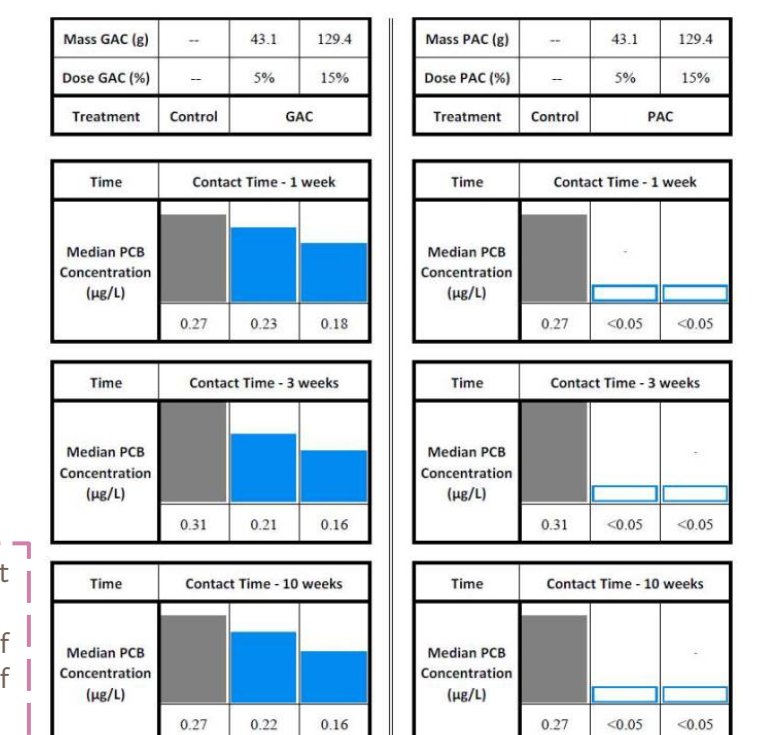 Mass GAC (g) -- 43.1 129.4
Dose GAC (%) -- 5% 15%
Treatment Control GAC
Time Contact Time - 1 week
Median PCB
Concentration
(µg/L)
0.27 0.23 0.18
Time Contact Time - 3 weeks
Median PCB
Concentration
(µg/L)
0.31 0.21 0.16
Time Contact Time - 10 weeks
Median PCB
Concentration
(µg/L)
0.27 0.22 0.16
Mass PAC (g) -- 43.1 129.4
Dose PAC (%) -- 5% 15%
Treatment Control PAC
Time Contact Time - 1 week
-
Median PCB
Concentration
(µg/L)
0.27 <0.05 <0.05
Time Contact Time - 3 weeks
-
Median PCB
Concentration
(µg/L)
0.31 <0.05 <0.05
Time Contact Time - 10 weeks
-
Median PCB
Concentration
(µg/L)
0.27 <0.05 <0.05
t
f
f